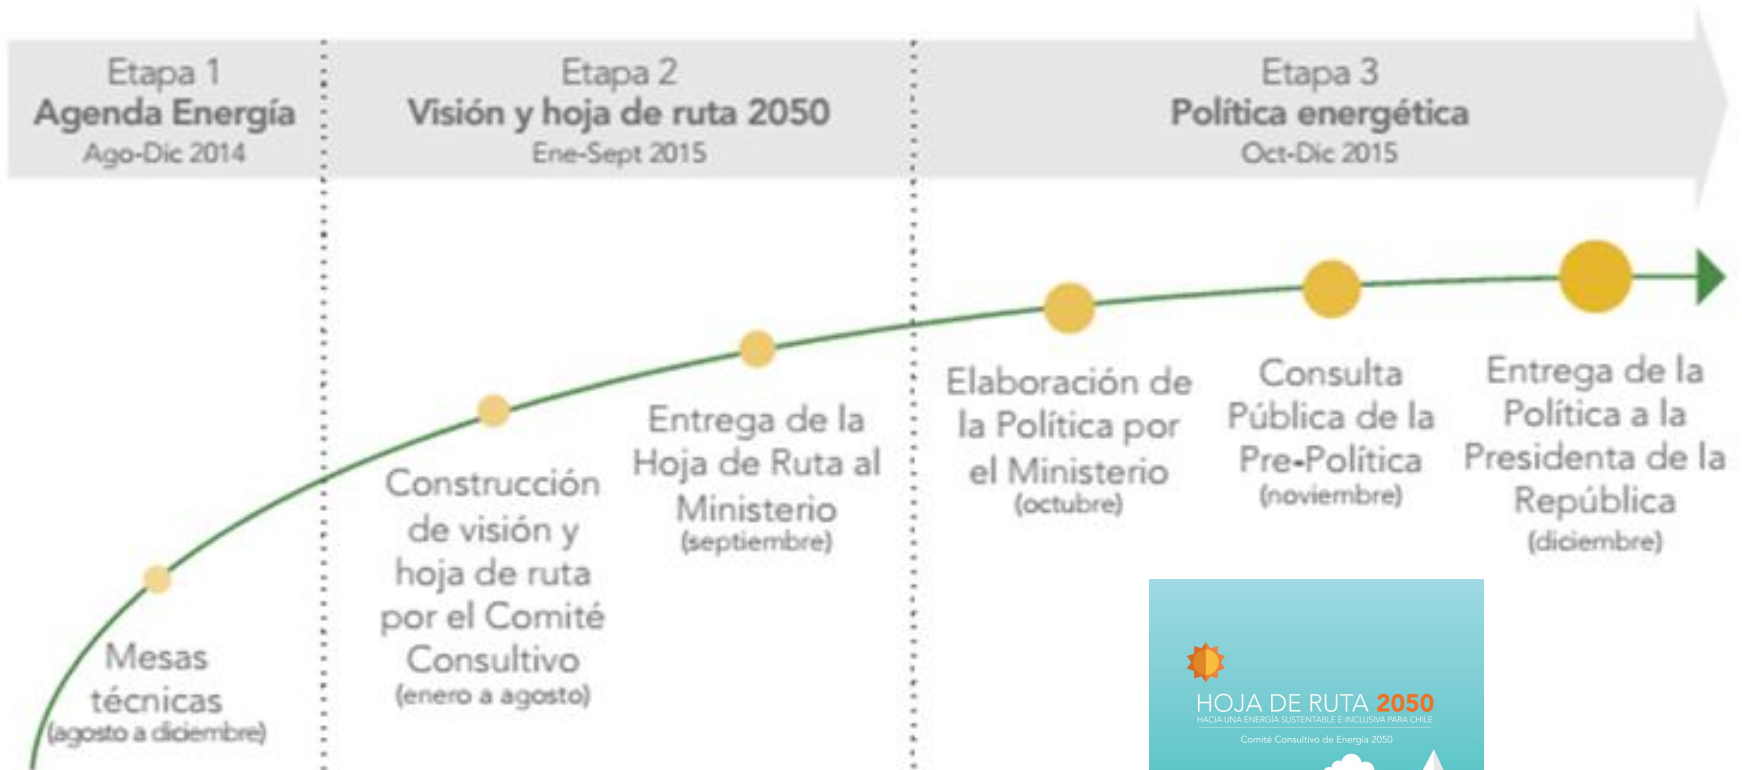 Etapa 1
Agenda Energía
Ago-Dic 2014
Etapa 2
Visión y hoja de ruta 2050
Ene-Sept 2015
Etapa 3
Política energética
Oct-Dic 2015
Mesas
técnicas
(agosto a diciembre)
Construcción
de visión y
hoja de ruta
por el Comité
Consultivo
(enero a agosto)
Entrega de la
Hoja de Ruta al
Ministerio
(septiembre)
Elaboración de
la Política por
el Ministerio
(octubre)
Consulta
Pública de la
Pre-Política
(noviembre)
Entrega de la
Política a la
Presidenta de la
República
(diciembre)
HOJA DE RUTA 2050
HACIA UNA ENERGÍA SUSTENTABLE E INCLUSIVA PARA CHILE
Comité Consultivo de Energía 2050